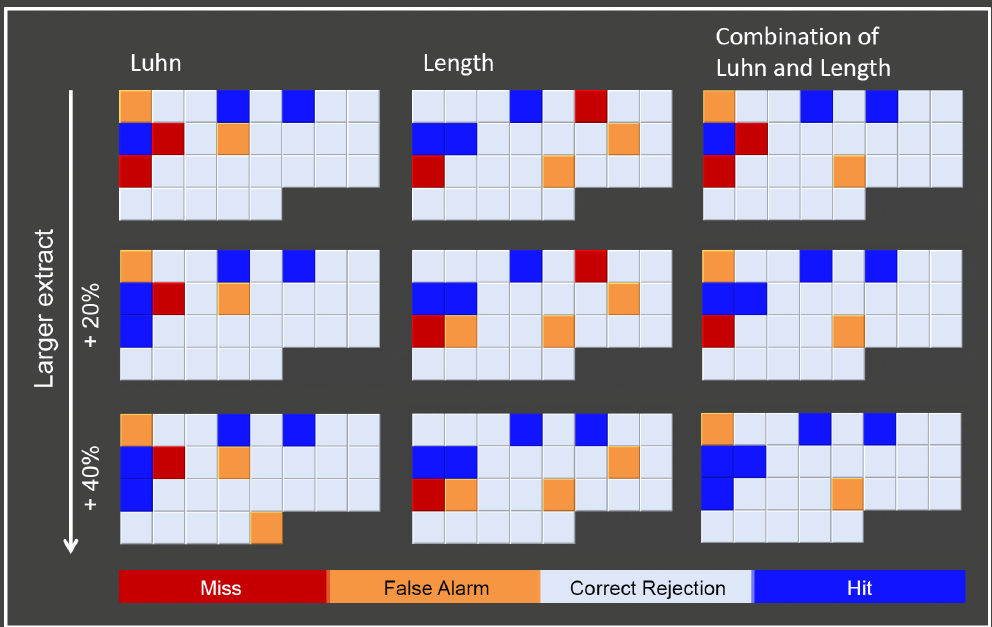 Luhn
Length
Combination of
Luhn and Length
Larger extract
+ 20%
+ 40%
Miss
False Alarm
Correct Rejection
Hit